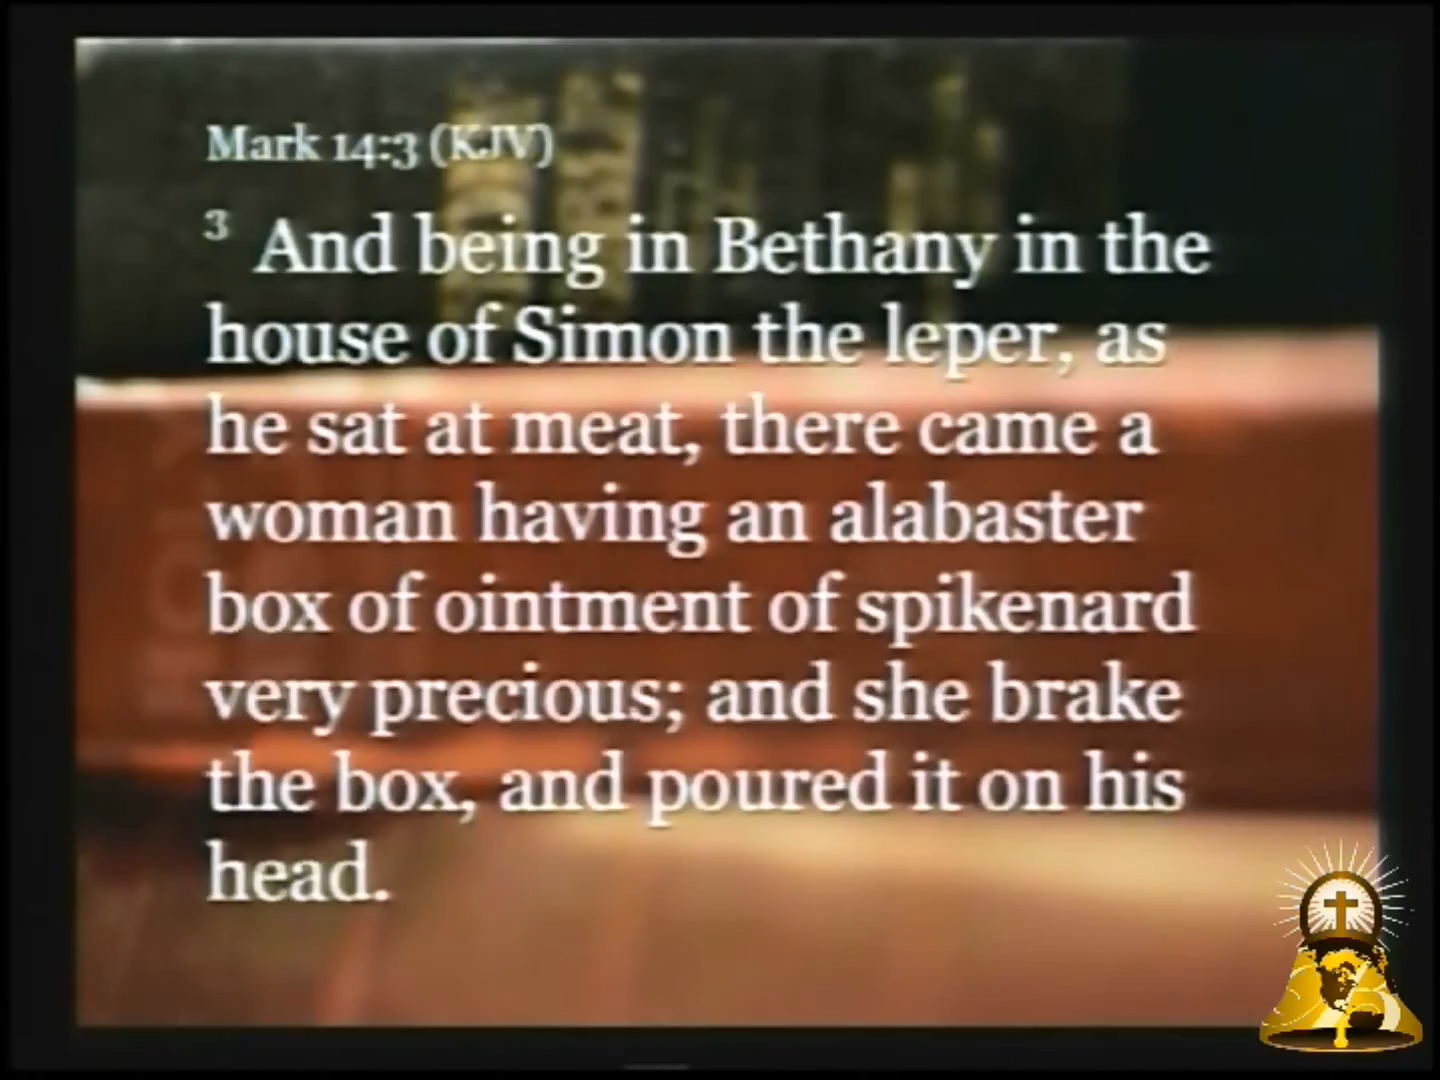 Mark 14:3 (KJV)
3 And being in Bethany in the
house of Simon the leper, as
he sat at meat, there came a
woman having an alabaster
box of ointment of spikenard
very precious; and she brake
the box, and poured it on his
head.